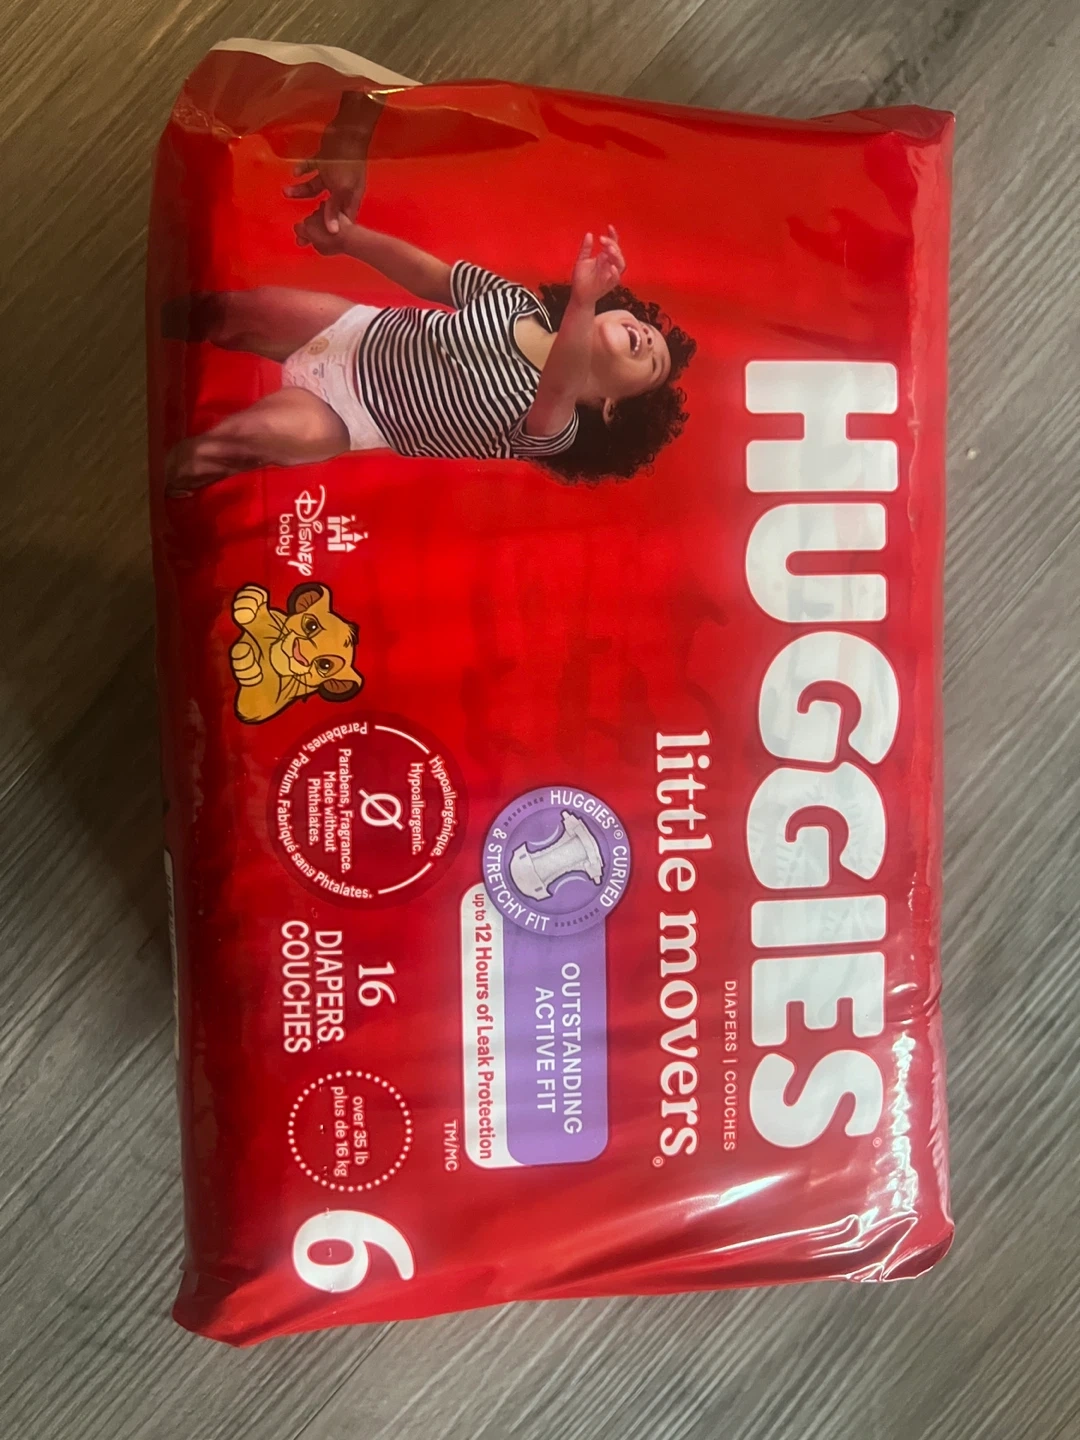 HUGGIES®
DIAPERS | COUCHES
little movers®
HUGGIES® CURVED
& STRETCHY FIT
OUTSTANDING
ACTIVE FIT
up to 12 Hours of Leak Protection
TM/MC
Disney
baby
Hypoallergénique.
Hypoallergenic.
Parabens, Fragrance.
Made without
Phthalates.
Parabènes, Parfum. Fabriqué sans Phtalates.
16
DIAPERS
COUCHES
over 35 lb
plus de 16 kg
6